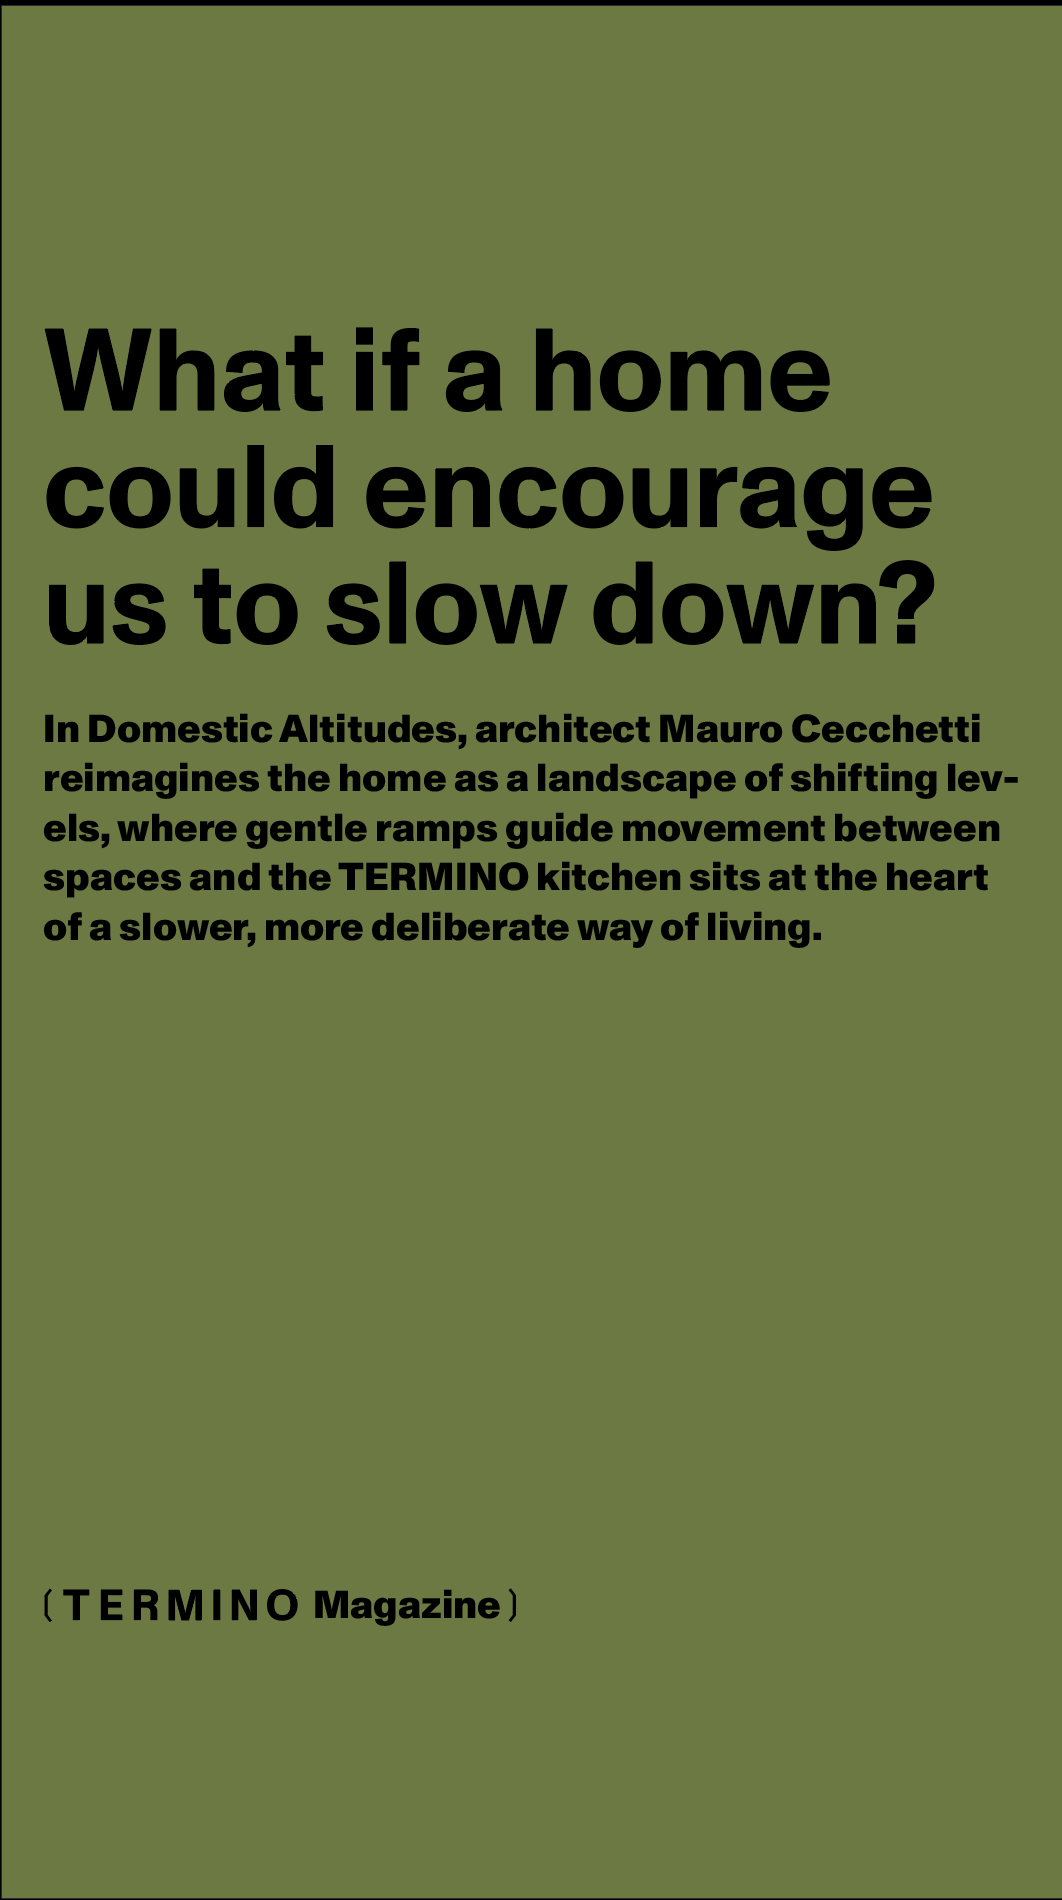 What if a home
could encourage
us to slow down?
In Domestic Altitudes, architect Mauro Cecchetti
reimagines the home as a landscape of shifting lev-
els, where gentle ramps guide movement between
spaces and the TERMINO kitchen sits at the heart
of a slower, more deliberate way of living.
(TERMINO Magazine)